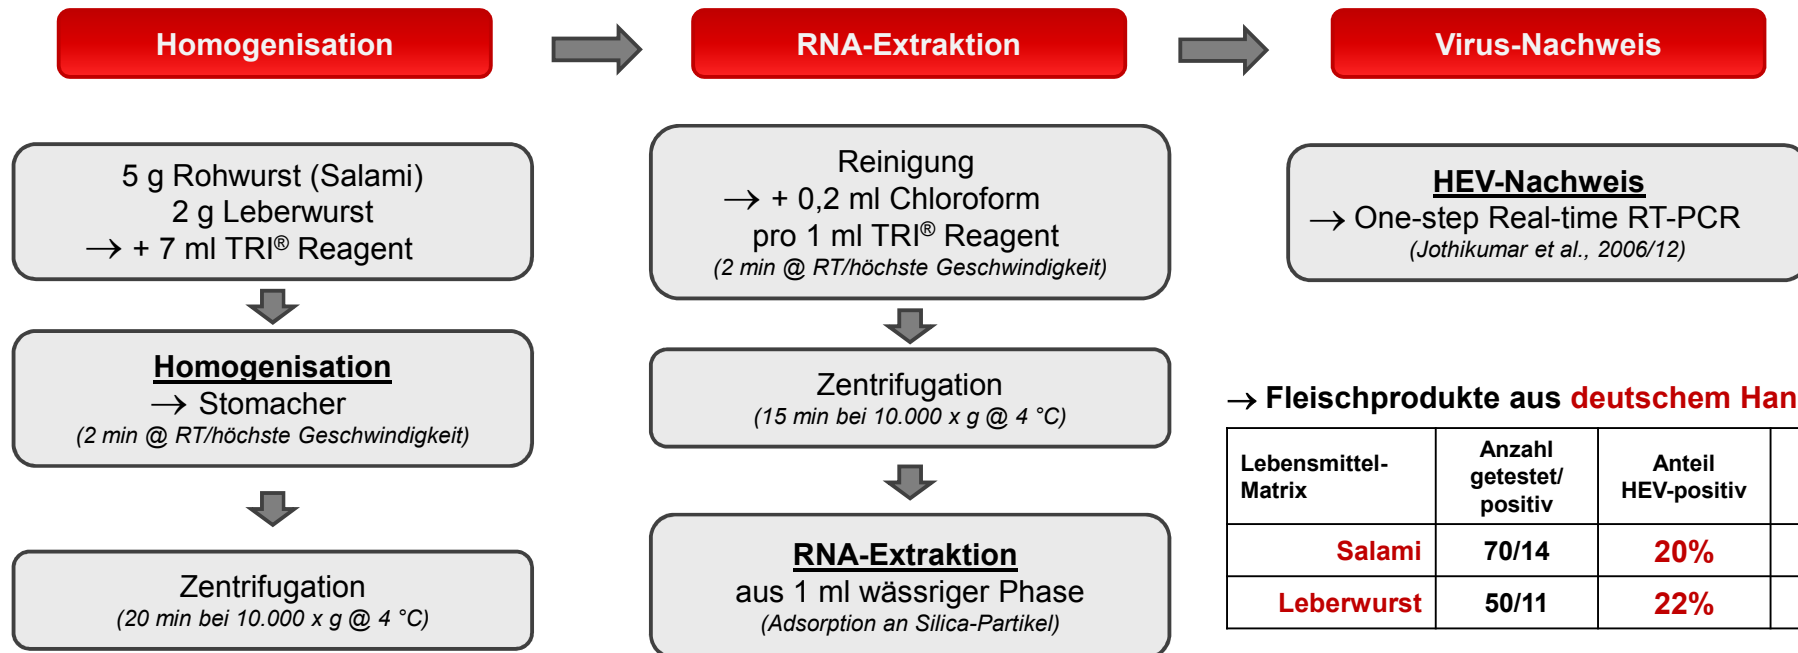 Homogenisation
RNA-Extraktion
Virus-Nachweis
5 g Rohwurst (Salami)
2 g Leberwurst
→ + 7 ml TRI® Reagent
Homogenisation
→ Stomacher
(2 min @ RT/höchste Geschwindigkeit)
Zentrifugation
(20 min bei 10.000 x g @ 4 °C)
Reinigung
→ + 0,2 ml Chloroform
pro 1 ml TRI® Reagent
(2 min @ RT/höchste Geschwindigkeit)
Zentrifugation
(15 min bei 10.000 x g @ 4 °C)
RNA-Extraktion
aus 1 ml wässriger Phase
(Adsorption an Silica-Partikel)
HEV-Nachweis
→ One-step Real-time RT-PCR
(Jothikumar et al., 2006/12)
→ Fleischprodukte aus deutschem Han
Lebensmittel-
Matrix
Anzahl
getestet/
positiv
Anteil
HEV-positiv
Salami 70/14 20%
Leberwurst 50/11 22%